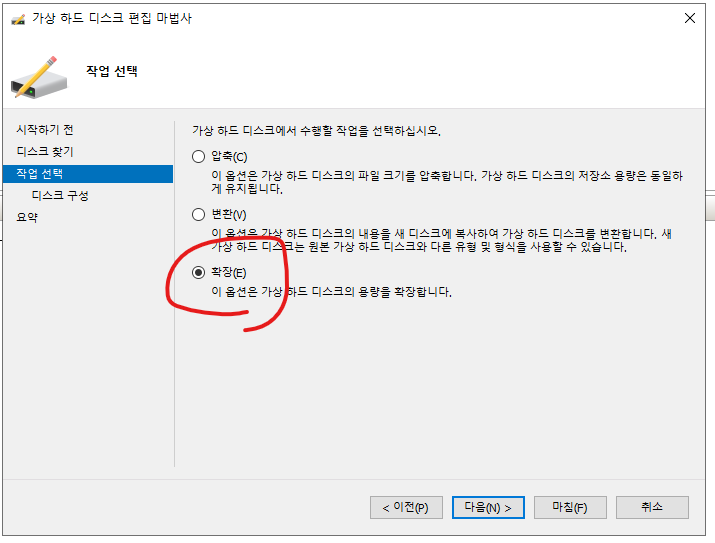 가상 하드 디스크 편집 마법사
작업 선택
시작하기 전
디스크 찾기
작업 선택
디스크 구성
요약
가상 하드 디스크에서 수행할 작업을 선택하십시오.
압축(C)
이 옵션은 가상 하드 디스크의 파일 크기를 압축합니다. 가상 하드 디스크의 저장소 용량은 동일하
게 유지됩니다.
변환(V)
이 옵션은 가상 하드 디스크의 내용을 새 디스크에 복사하여 가상 하드 디스크를 변환합니다. 새
가상 하드 디스크는 원본 가상 하드 디스크와 다른 유형 및 형식을 사용할 수 있습니다.
확장(E)
이 옵션은 가상 하드 디스크의 용량을 확장합니다.
< 이전(P)
다음(N) >
마침(F)
취소